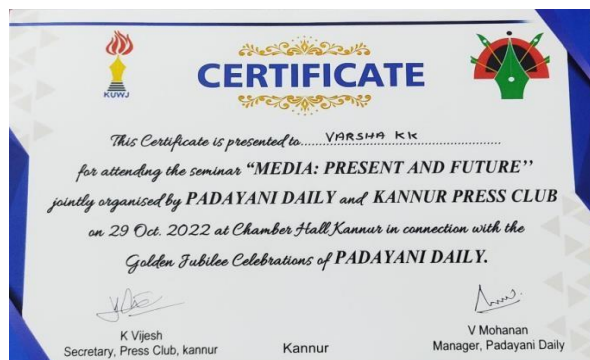 KUWJ
CERTIFICATE
This Certificate is presented to.... VARSHA KK ....................
for attending the seminar "MEDIA: PRESENT AND FUTURE''
jointly organised by PADAYANI DAILY and KANNUR PRESS CLUB
on 29 Oct. 2022 at Chamber Hall, Kannur in connection with the
Golden Jubilee Celebrations of PADAYANI DAILY.
K Vijesh
Secretary, Press Club, kannur
Kannur
V Mohanan
Manager, Padayani Daily